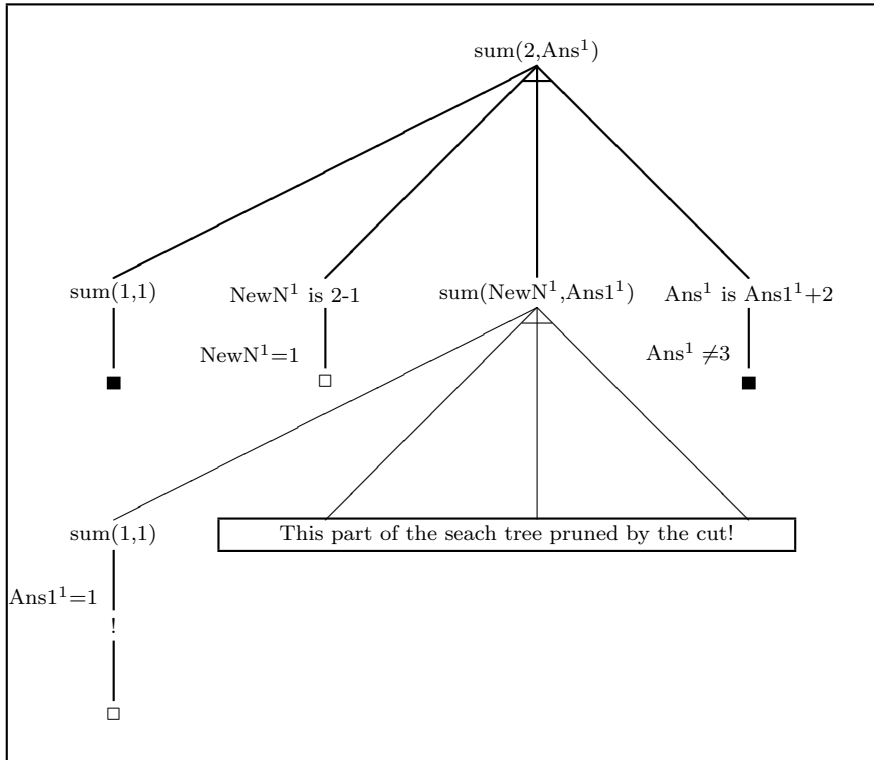 sum(2,Ans¹)
sum(1,1) NewN¹ is 2-1 sum(NewN¹,Ans1¹) Ans¹ is Ans1¹+2
NewN¹=1 Ans¹ ≠3
sum(1,1) This part of the seach tree pruned by the cut!
Ans1¹=1
!